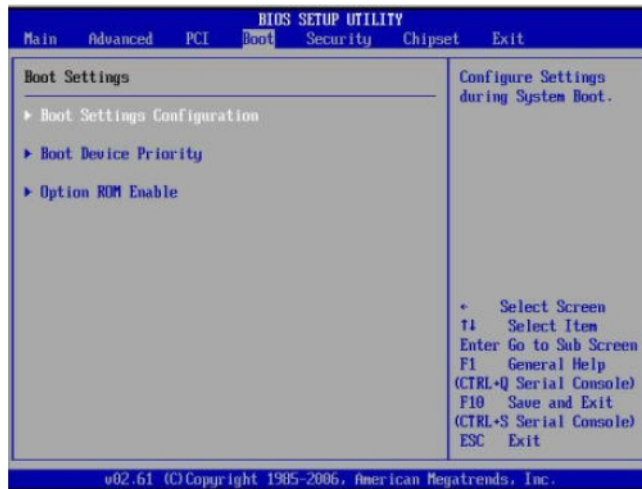 BIOS SETUP UTILITY
Main Advanced PCI Boot Security Chipset Exit
Boot Settings
▶ Boot Settings Configuration
▶ Boot Device Priority
▶ Option ROM Enable
Configure Settings
during System Boot.
← Select Screen
↑↓ Select Item
Enter Go to Sub Screen
F1 General Help
(CTRL+Q Serial Console)
F10 Save and Exit
(CTRL+S Serial Console)
ESC Exit
v02.61 (C)Copyright 1985-2006, American Megatrends, Inc.